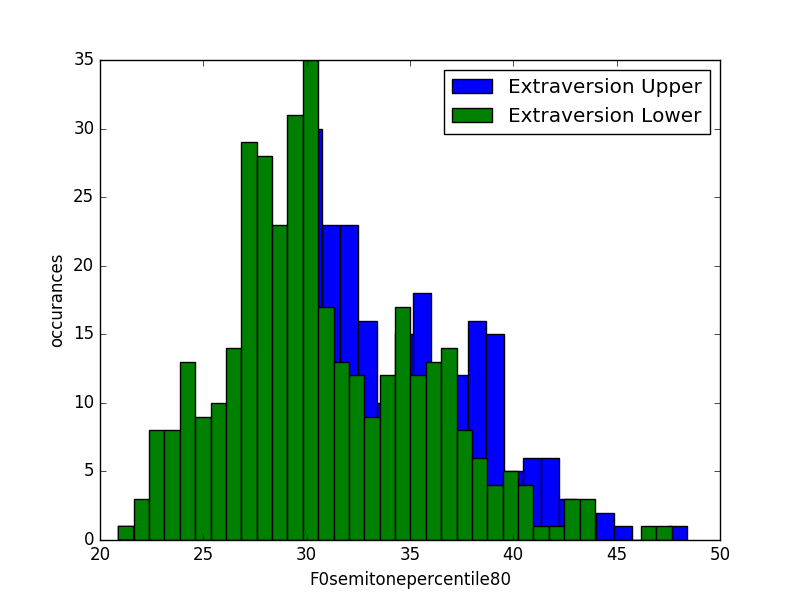 35
30
25
20
15
10
5
0
occurances
Extraversion Upper
Extraversion Lower
20 25 30 35 40 45 50
F0semitonepercentile80